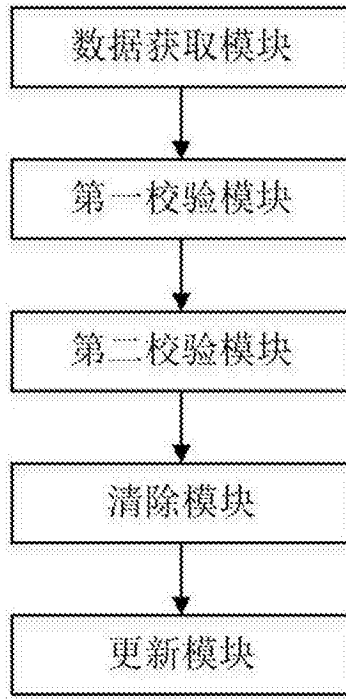 数据获取模块
第一校验模块
第二校验模块
清除模块
更新模块